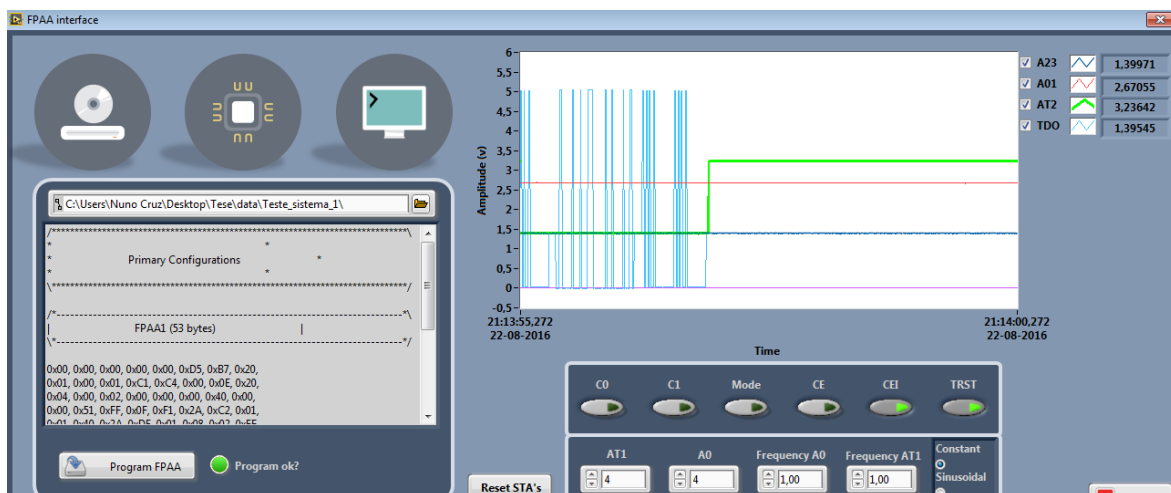 FPAA interface
C:\Users\Nuno Cruz\Desktop\Tese\data\Teste_sistema_1\
/******************************************************************************\
* *
* Primary Configurations *
* *
\******************************************************************************/
/*------------------------------------------------------------------------------*\
| FPAA1 (53 bytes) |
\*------------------------------------------------------------------------------*/
0x00, 0x00, 0x00, 0x00, 0x00, 0xD5, 0xB7, 0x20,
0x01, 0x00, 0x01, 0xC1, 0xC4, 0x00, 0x0E, 0x20,
0x04, 0x00, 0x02, 0x00, 0x00, 0x00, 0x40, 0x00,
0x00, 0x51, 0xFF, 0x0F, 0xF1, 0x2A, 0xC2, 0x01,
Program FPAA
Program ok?
Amplitude (v)
6
5,5
5
4,5
4
3,5
3
2,5
2
1,5
1
0,5
0
-0,5
21:13:55,272
22-08-2016
21:14:00,272
22-08-2016
Time
A23 1,39971
A01 2,67055
AT2 3,23642
TDO 1,39545
C0 C1 Mode CE CEI TRST
AT1 A0 Frequency A0 Frequency AT1
4 4 1,00 1,00
Constant
Sinusoidal
Reset STA's